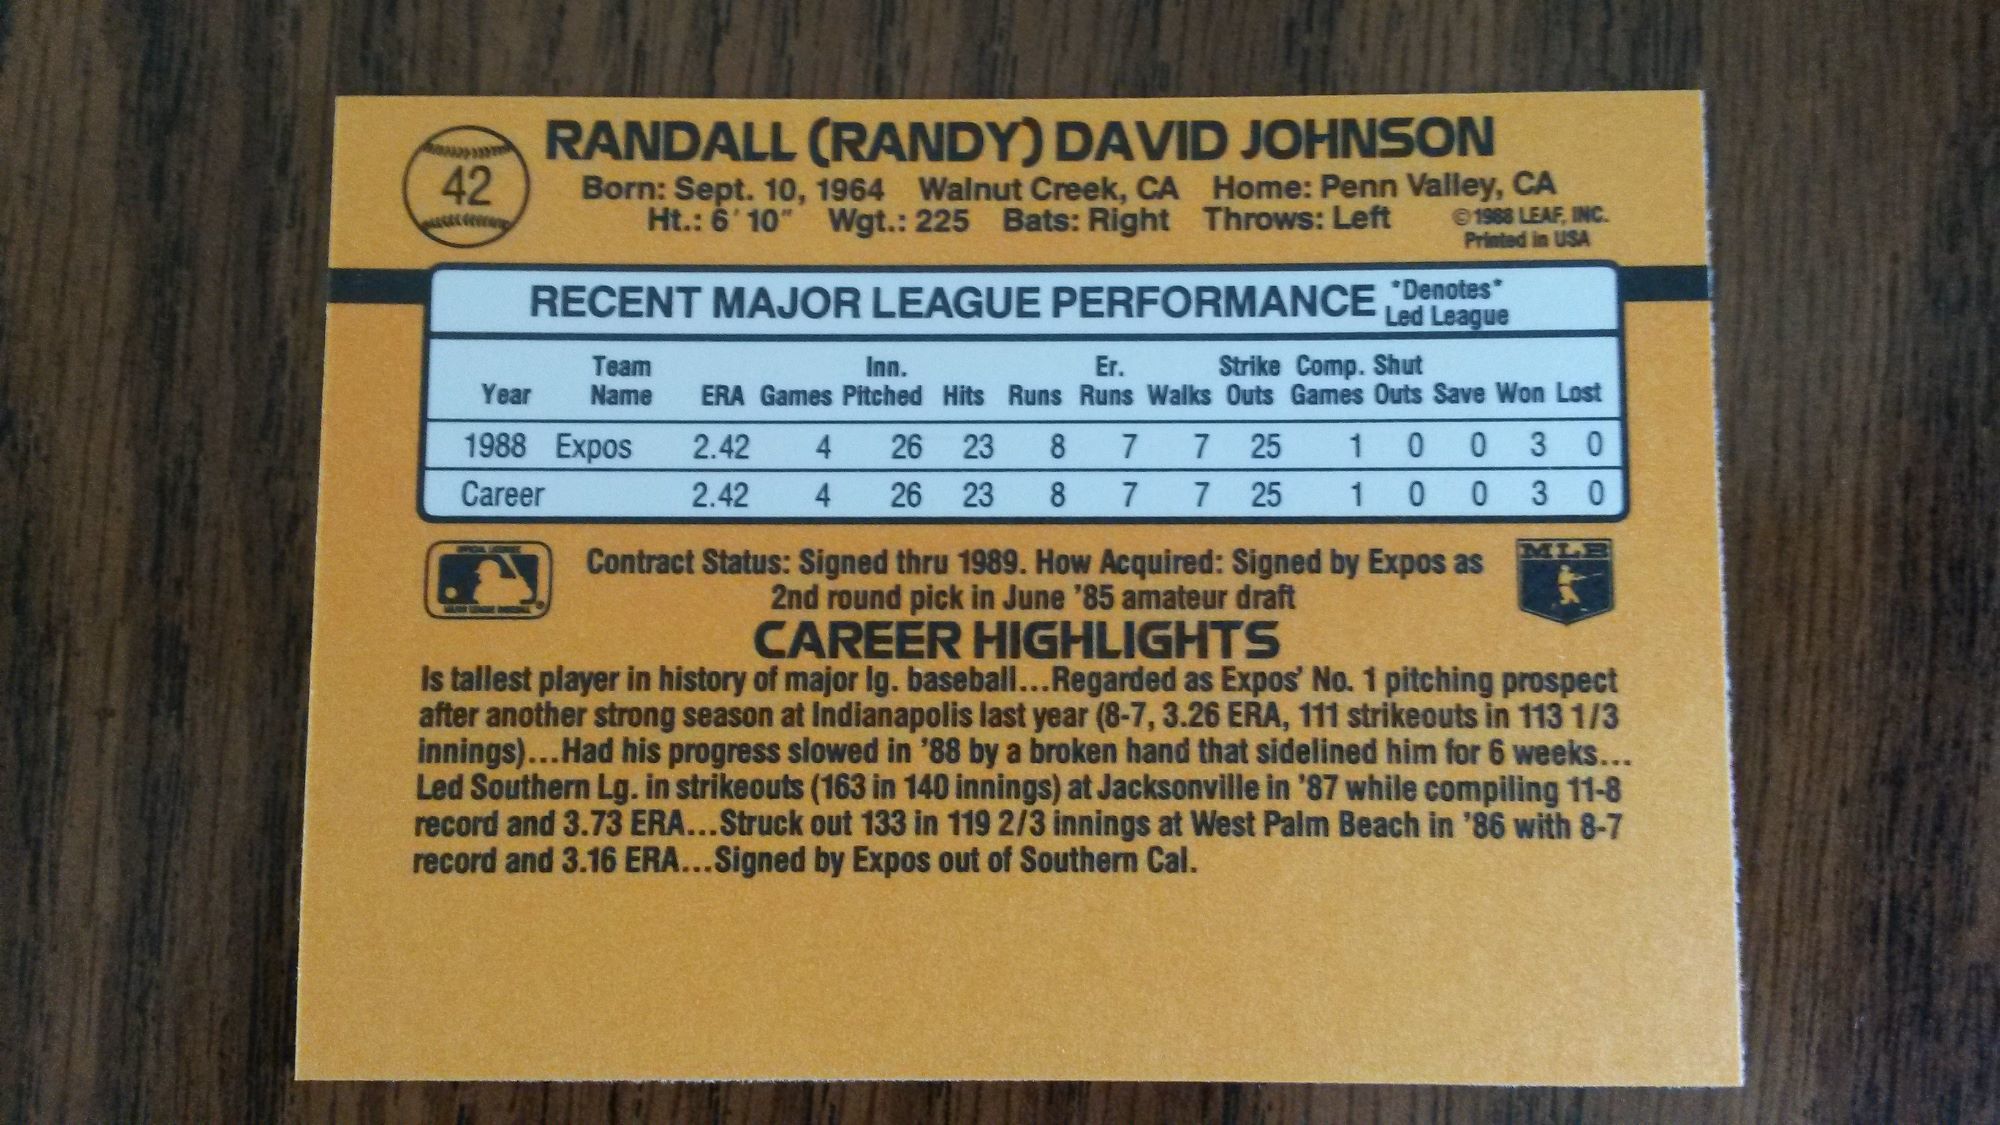 42
RANDALL (RANDY) DAVID JOHNSON
Born: Sept. 10, 1964 Walnut Creek, CA Home: Penn Valley, CA
Ht.: 6' 10" Wgt.: 225 Bats: Right Throws: Left
©1988 LEAF, INC.
Printed in USA
RECENT MAJOR LEAGUE PERFORMANCE
*Denotes*
Led League
Year Team Name ERA Games Inn. Pitched Hits Runs Er. Runs Walks Strike Outs Comp. Games Shut Outs Save Won Lost
1988 Expos 2.42 4 26 23 8 7 7 25 1 0 0 3 0
Career 2.42 4 26 23 8 7 7 25 1 0 0 3 0
MLB
Contract Status: Signed thru 1989. How Acquired: Signed by Expos as
2nd round pick in June '85 amateur draft
CAREER HIGHLIGHTS
Is tallest player in history of major lg. baseball...Regarded as Expos' No. 1 pitching prospect
after another strong season at Indianapolis last year (8-7, 3.26 ERA, 111 strikeouts in 113 1/3
innings)...Had his progress slowed in '88 by a broken hand that sidelined him for 6 weeks...
Led Southern Lg. in strikeouts (163 in 140 innings) at Jacksonville in '87 while compiling 11-8
record and 3.73 ERA...Struck out 133 in 119 2/3 innings at West Palm Beach in '86 with 8-7
record and 3.16 ERA...Signed by Expos out of Southern Cal.